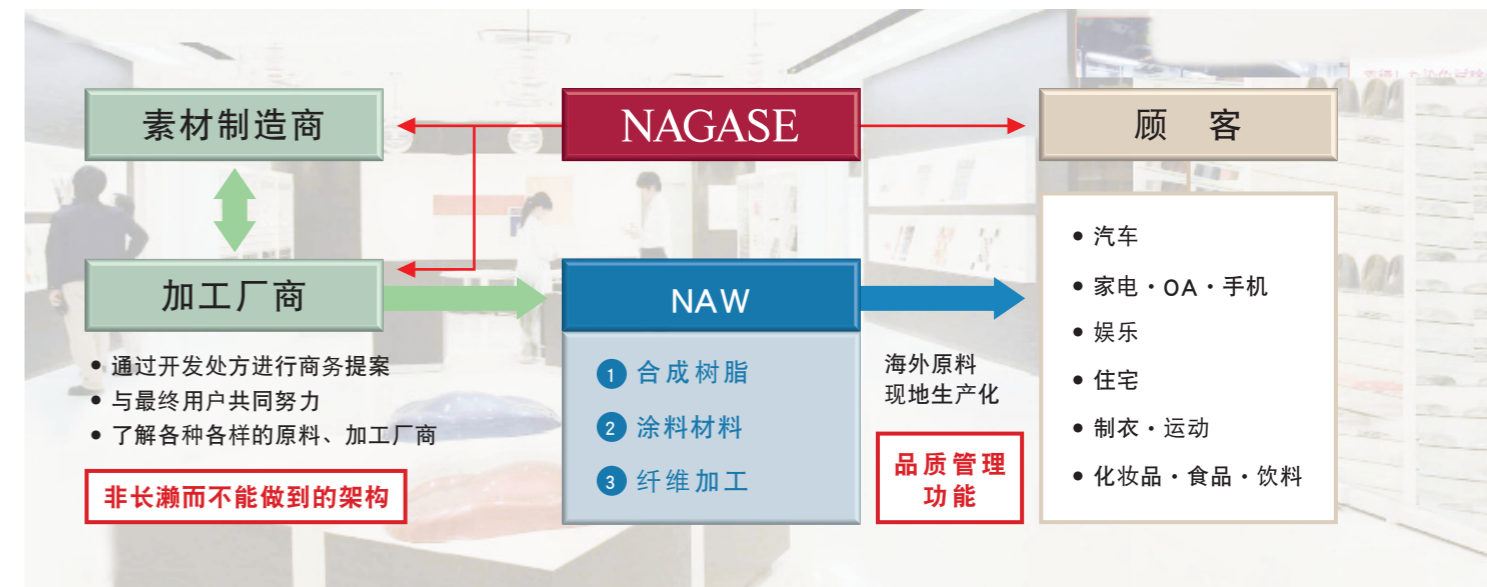 素材制造商
NAGASE
顾 客
加工厂商
NAW
• 通过开发处方进行商务提案
• 与最终用户共同努力
• 了解各种各样的原料、加工厂商
非长濑而不能做到的架构
1 合成树脂
2 涂料材料
3 纤维加工
海外原料
现地生产化
品质管理
功能
• 汽车
• 家电・OA・手机
• 娱乐
• 住宅
• 制衣・运动
• 化妆品・食品・饮料